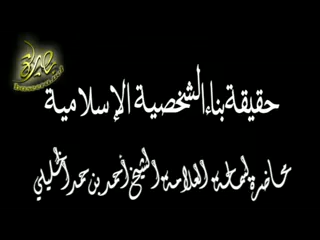 حقيقة بناء الشخصية الإسلامية
محاضرة لسماحة العلامة الشيخ أحمد بن حمد الخليلي